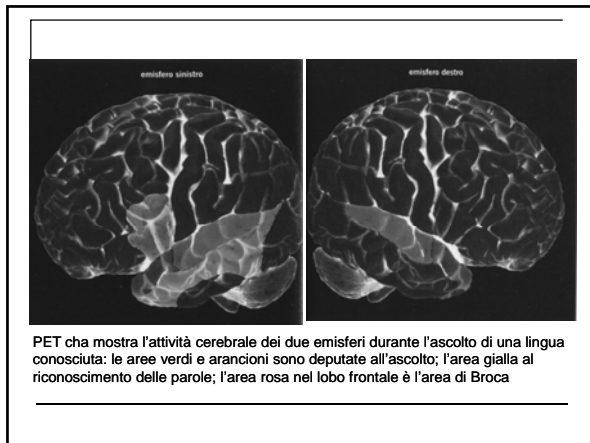 emisfero sinistro
emisfero destro
PET cha mostra l'attività cerebrale dei due emisferi durante l'ascolto di una lingua
conosciuta: le aree verdi e arancioni sono deputate all'ascolto; l'area gialla al
riconoscimento delle parole; l'area rosa nel lobo frontale è l'area di Broca